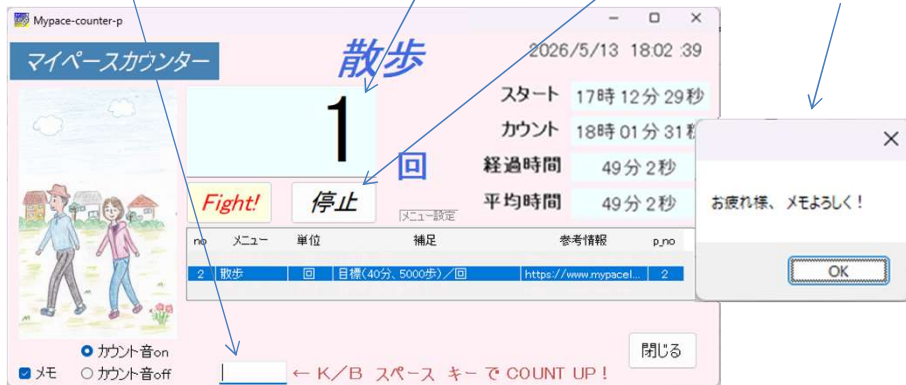 Mypace-counter-p
マイペースカウンター
散歩
2026/5/13 18:02:39
1
回
スタート 17時12分29秒
カウント 18時01分31秒
経過時間 49分2秒
平均時間 49分2秒
Fight!
停止
メニュー設定
no メニュー 単位 補足 参考情報 p_no
2 散歩 回 目標(40分、5000歩)／回 https://www.mypacel... 2
カウント音on
メモ
カウント音off
← K／B スペース キー で COUNT UP！
閉じる
お疲れ様、メモよろしく！
OK